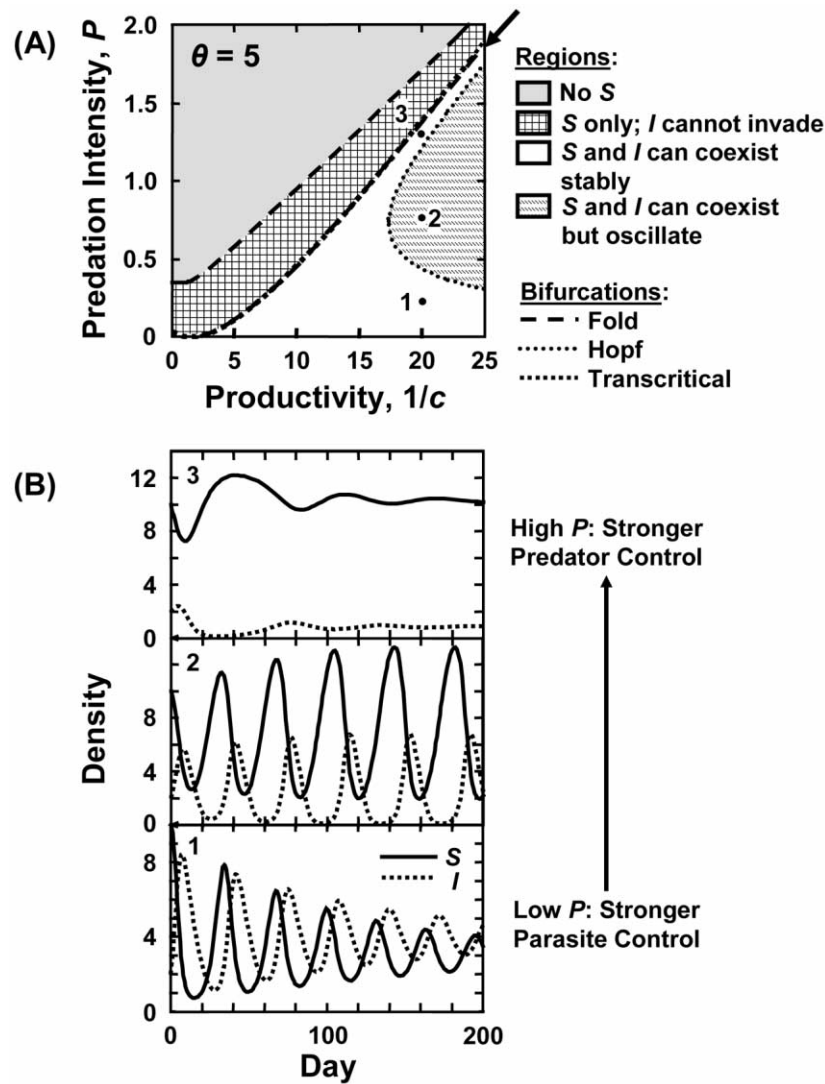 (A)
Predation Intensity, P
2.0
1.5
1.0
0.5
0
θ = 5
3
2
1
0 5 10 15 20 25
Productivity, 1/c
Regions:
No S
S only; I cannot invade
S and I can coexist
stably
S and I can coexist
but oscillate
Bifurcations:
Fold
Hopf
Transcritical
(B)
Density
12
8
4
0
3
8
4
0
2
8
4
0
1
S
I
0 100 200
Day
High P: Stronger
Predator Control
Low P: Stronger
Parasite Control